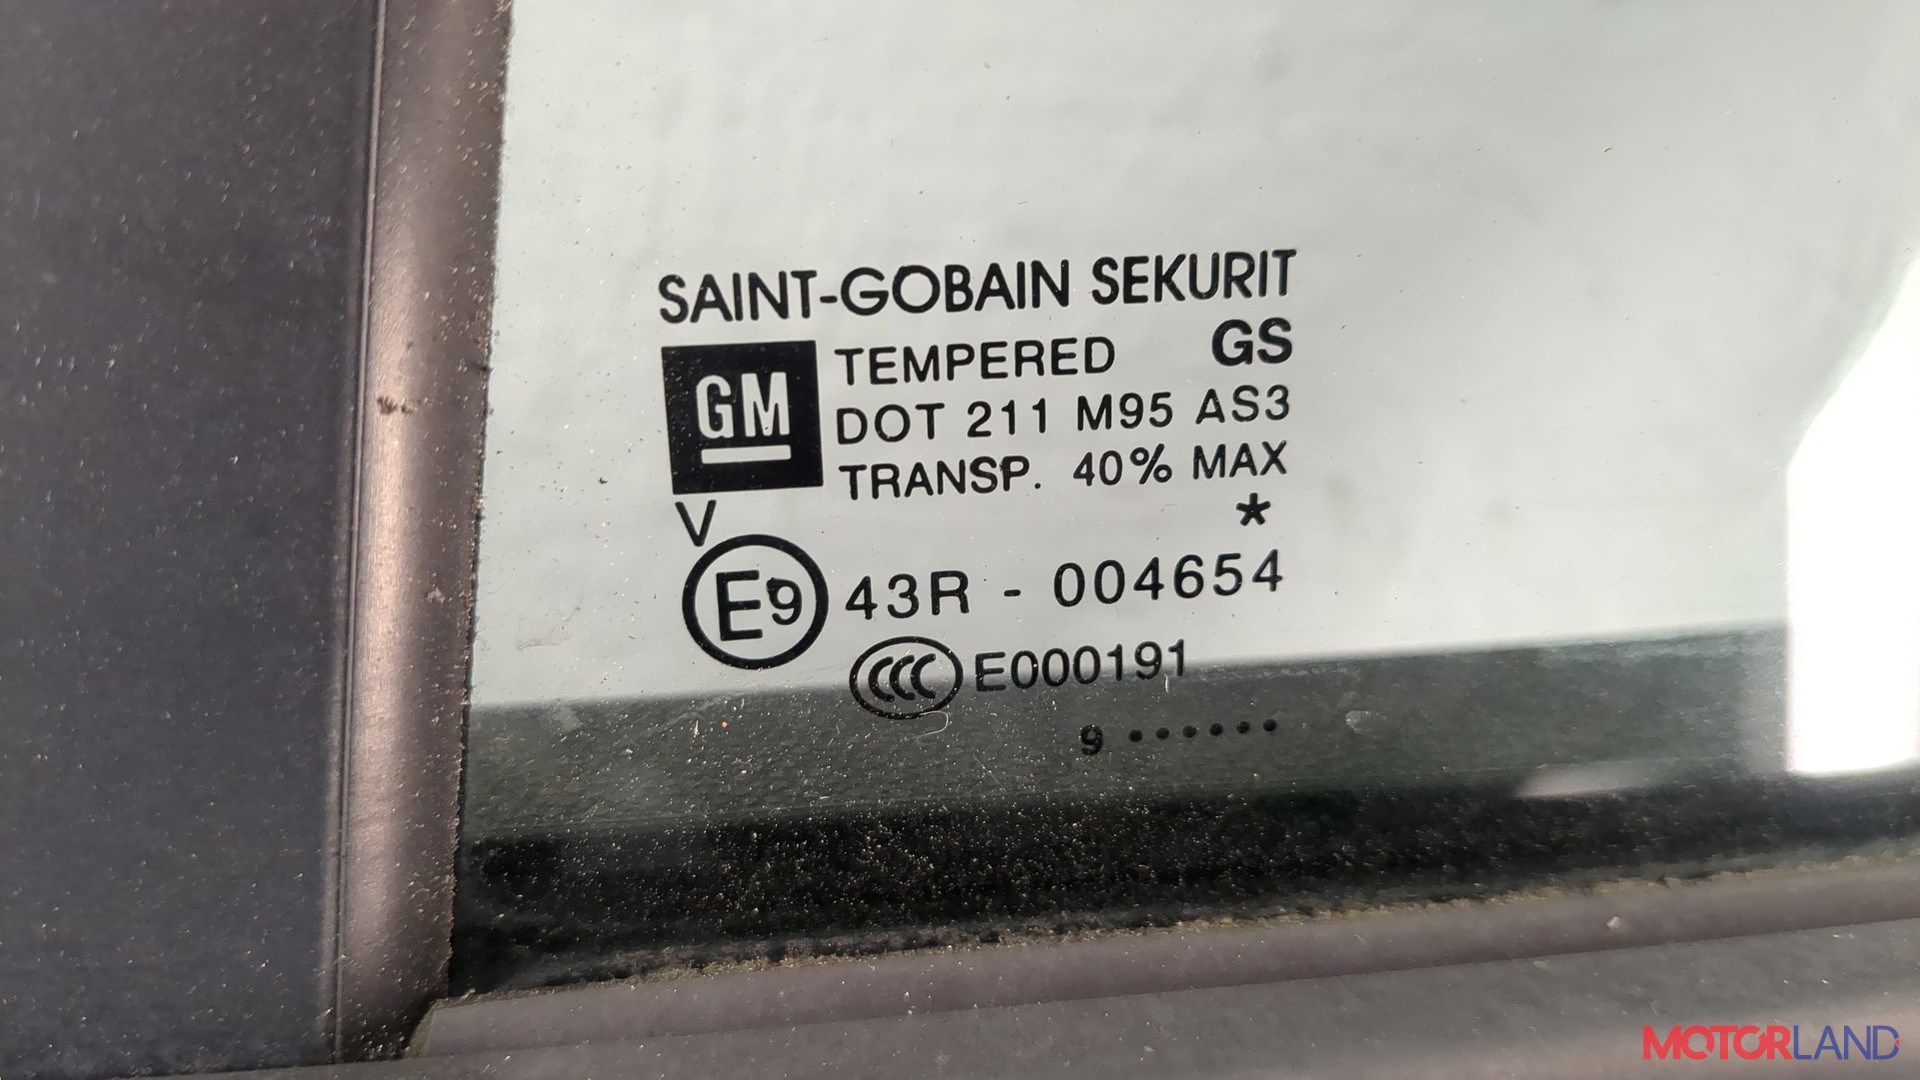 SAINT-GOBAIN SEKURIT
GM
TEMPERED GS
DOT 211 M95 AS3
TRANSP. 40% MAX
V *
E9 43R - 004654
CCC E000191
9 ·······
MOTORLAND